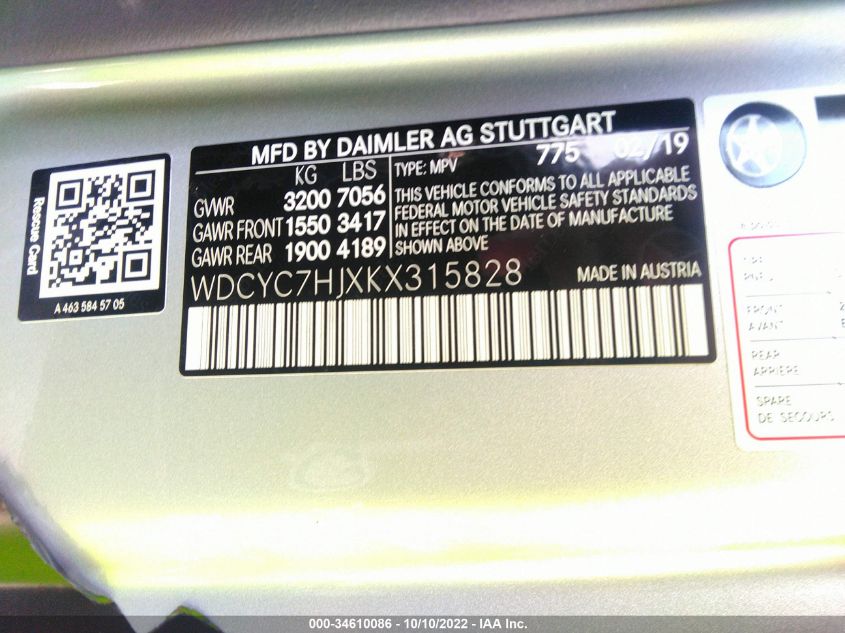 MFD BY DAIMLER AG STUTTGART
KG LBS
GVWR 3200 7056
GAWR FRONT 1550 3417
GAWR REAR 1900 4189
TYPE: MPV 775 02/19
THIS VEHICLE CONFORMS TO ALL APPLICABLE
FEDERAL MOTOR VEHICLE SAFETY STANDARDS
IN EFFECT ON THE DATE OF MANUFACTURE
SHOWN ABOVE
WDCYC7HJXKX315828 MADE IN AUSTRIA
Rescue Card
A 463 584 57 05
FRONT
AVANT
REAR
ARRIERE
SPARE
DE SECOURS
000-34610086 - 10/10/2022 - IAA Inc.